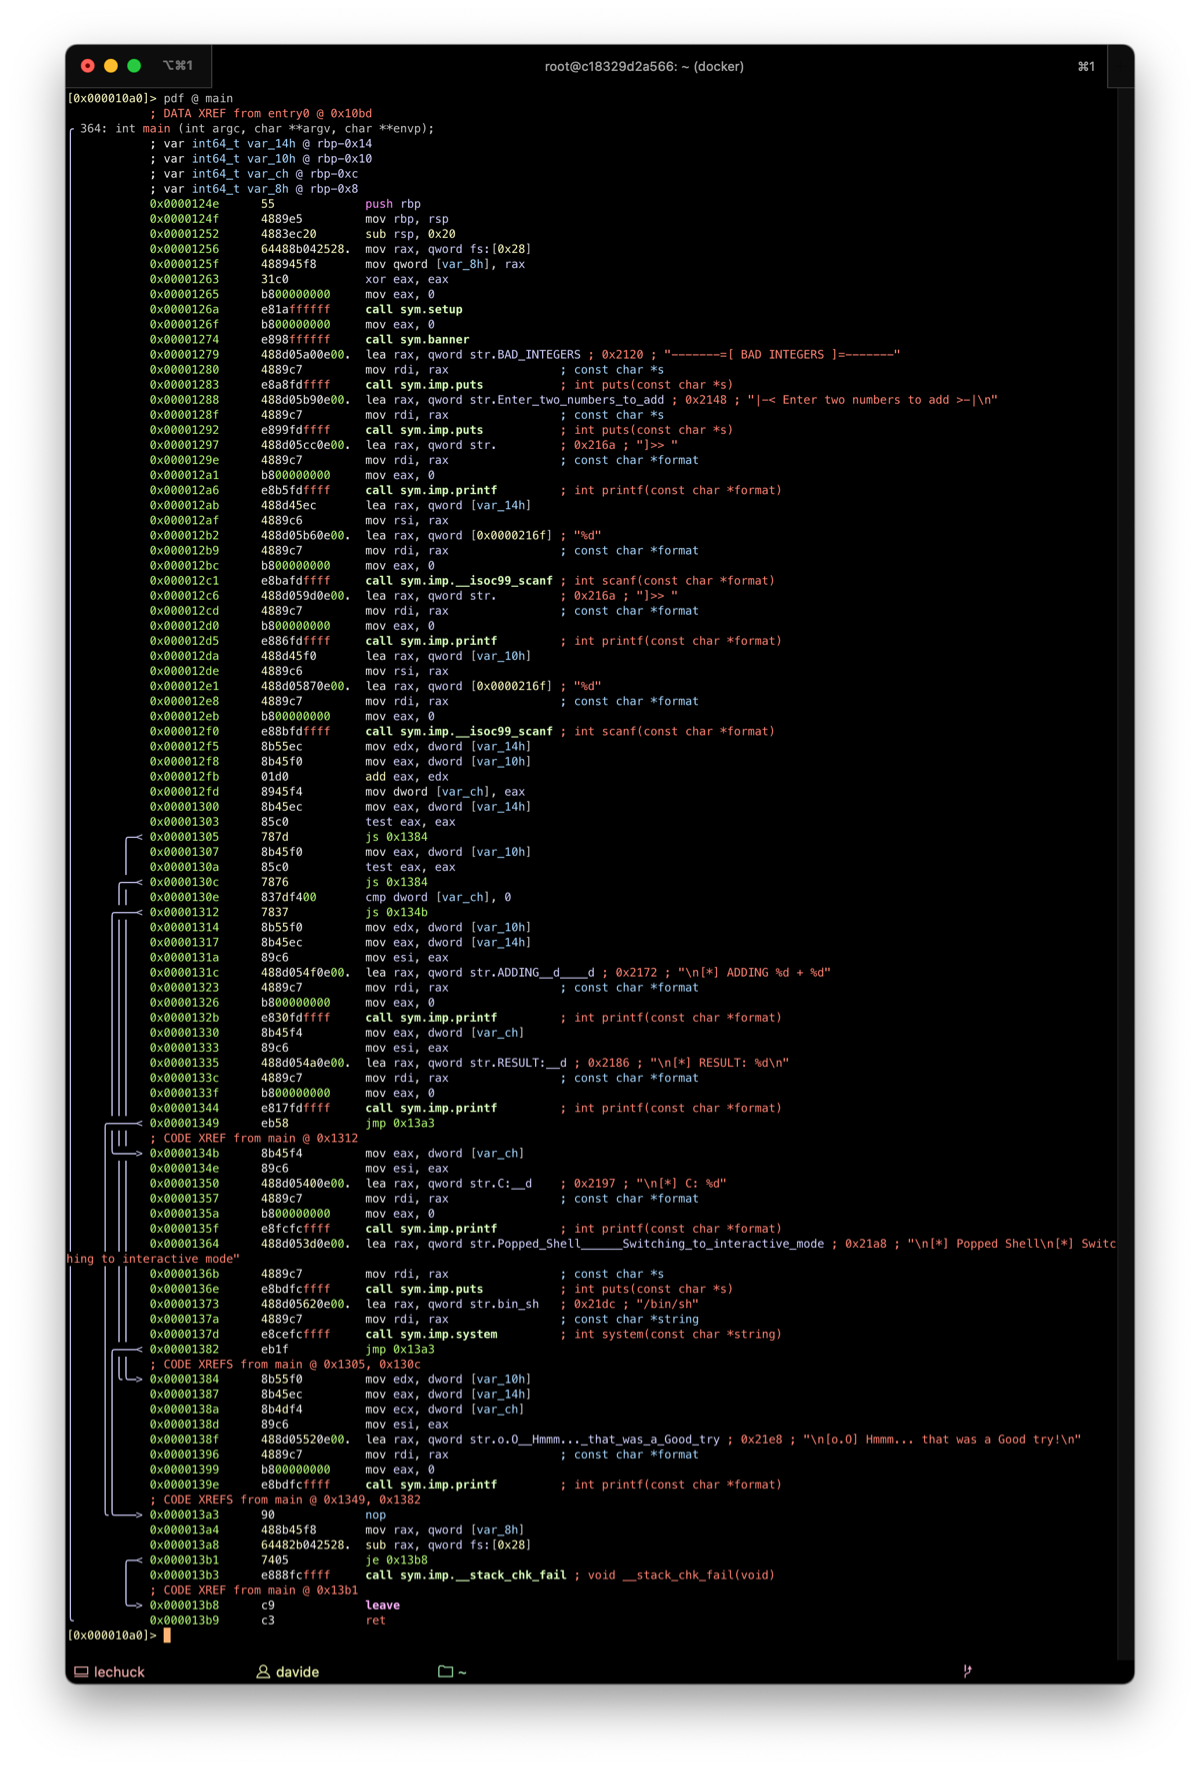 ⌥⌘1 root@c18329d2a566: ~ (docker) ⌘1
[0x000010a0]> pdf @ main
; DATA XREF from entry0 @ 0x10bd
364: int main (int argc, char **argv, char **envp);
; var int64_t var_14h @ rbp-0x14
; var int64_t var_10h @ rbp-0x10
; var int64_t var_ch @ rbp-0xc
; var int64_t var_8h @ rbp-0x8
0x0000124e 55 push rbp
0x0000124f 4889e5 mov rbp, rsp
0x00001252 4883ec20 sub rsp, 0x20
0x00001256 64488b042528. mov rax, qword fs:[0x28]
0x0000125f 488945f8 mov qword [var_8h], rax
0x00001263 31c0 xor eax, eax
0x00001265 b800000000 mov eax, 0
0x0000126a e81affffff call sym.setup
0x0000126f b800000000 mov eax, 0
0x00001274 e898ffffff call sym.banner
0x00001279 488d05a00e00. lea rax, qword str.BAD_INTEGERS ; 0x2120 ; "-------=[ BAD INTEGERS ]=-------"
0x00001280 4889c7 mov rdi, rax ; const char *s
0x00001283 e8a8fdffff call sym.imp.puts ; int puts(const char *s)
0x00001288 488d05b90e00. lea rax, qword str.Enter_two_numbers_to_add ; 0x2148 ; "|-< Enter two numbers to add >-|\n"
0x0000128f 4889c7 mov rdi, rax ; const char *s
0x00001292 e899fdffff call sym.imp.puts ; int puts(const char *s)
0x00001297 488d05cc0e00. lea rax, qword str. ; 0x216a ; "]>> "
0x0000129e 4889c7 mov rdi, rax ; const char *format
0x000012a1 b800000000 mov eax, 0
0x000012a6 e8b5fdffff call sym.imp.printf ; int printf(const char *format)
0x000012ab 488d45ec lea rax, qword [var_14h]
0x000012af 4889c6 mov rsi, rax
0x000012b2 488d05b60e00. lea rax, qword [0x0000216f] ; "%d"
0x000012b9 4889c7 mov rdi, rax ; const char *format
0x000012bc b800000000 mov eax, 0
0x000012c1 e8bafdffff call sym.imp.__isoc99_scanf ; int scanf(const char *format)
0x000012c6 488d059d0e00. lea rax, qword str. ; 0x216a ; "]>> "
0x000012cd 4889c7 mov rdi, rax ; const char *format
0x000012d0 b800000000 mov eax, 0
0x000012d5 e886fdffff call sym.imp.printf ; int printf(const char *format)
0x000012da 488d45f0 lea rax, qword [var_10h]
0x000012de 4889c6 mov rsi, rax
0x000012e1 488d05870e00. lea rax, qword [0x0000216f] ; "%d"
0x000012e8 4889c7 mov rdi, rax ; const char *format
0x000012eb b800000000 mov eax, 0
0x000012f0 e88bfdffff call sym.imp.__isoc99_scanf ; int scanf(const char *format)
0x000012f5 8b55ec mov edx, dword [var_14h]
0x000012f8 8b45f0 mov eax, dword [var_10h]
0x000012fb 01d0 add eax, edx
0x000012fd 8945f4 mov dword [var_ch], eax
0x00001300 8b45ec mov eax, dword [var_14h]
0x00001303 85c0 test eax, eax
0x00001305 787d js 0x1384
0x00001307 8b45f0 mov eax, dword [var_10h]
0x0000130a 85c0 test eax, eax
0x0000130c 7876 js 0x1384
0x0000130e 837df400 cmp dword [var_ch], 0
0x00001312 7837 js 0x134b
0x00001314 8b55f0 mov edx, dword [var_10h]
0x00001317 8b45ec mov eax, dword [var_14h]
0x0000131a 89c6 mov esi, eax
0x0000131c 488d054f0e00. lea rax, qword str.ADDING__d____d ; 0x2172 ; "\n[*] ADDING %d + %d"
0x00001323 4889c7 mov rdi, rax ; const char *format
0x00001326 b800000000 mov eax, 0
0x0000132b e830fdffff call sym.imp.printf ; int printf(const char *format)
0x00001330 8b45f4 mov eax, dword [var_ch]
0x00001333 89c6 mov esi, eax
0x00001335 488d054a0e00. lea rax, qword str.RESULT:__d ; 0x2186 ; "\n[*] RESULT: %d\n"
0x0000133c 4889c7 mov rdi, rax ; const char *format
0x0000133f b800000000 mov eax, 0
0x00001344 e817fdffff call sym.imp.printf ; int printf(const char *format)
0x00001349 eb58 jmp 0x13a3
; CODE XREF from main @ 0x1312
0x0000134b 8b45f4 mov eax, dword [var_ch]
0x0000134e 89c6 mov esi, eax
0x00001350 488d05400e00. lea rax, qword str.C:__d ; 0x2197 ; "\n[*] C: %d"
0x00001357 4889c7 mov rdi, rax ; const char *format
0x0000135a b800000000 mov eax, 0
0x0000135f e8fcfcffff call sym.imp.printf ; int printf(const char *format)
0x00001364 488d053d0e00. lea rax, qword str.Popped_Shell______Switching_to_interactive_mode ; 0x21a8 ; "\n[*] Popped Shell\n[*] Switc
hing to interactive mode"
0x0000136b 4889c7 mov rdi, rax ; const char *s
0x0000136e e8bdfcffff call sym.imp.puts ; int puts(const char *s)
0x00001373 488d05620e00. lea rax, qword str.bin_sh ; 0x21dc ; "/bin/sh"
0x0000137a 4889c7 mov rdi, rax ; const char *string
0x0000137d e8cefcffff call sym.imp.system ; int system(const char *string)
0x00001382 eb1f jmp 0x13a3
; CODE XREFS from main @ 0x1305, 0x130c
0x00001384 8b55f0 mov edx, dword [var_10h]
0x00001387 8b45ec mov eax, dword [var_14h]
0x0000138a 8b4df4 mov ecx, dword [var_ch]
0x0000138d 89c6 mov esi, eax
0x0000138f 488d05520e00. lea rax, qword str.o.O__Hmmm..._that_was_a_Good_try ; 0x21e8 ; "\n[o.O] Hmmm... that was a Good try!\n"
0x00001396 4889c7 mov rdi, rax ; const char *format
0x00001399 b800000000 mov eax, 0
0x0000139e e8bdfcffff call sym.imp.printf ; int printf(const char *format)
; CODE XREFS from main @ 0x1349, 0x1382
0x000013a3 90 nop
0x000013a4 488b45f8 mov rax, qword [var_8h]
0x000013a8 64482b042528. sub rax, qword fs:[0x28]
0x000013b1 7405 je 0x13b8
0x000013b3 e888fcffff call sym.imp.__stack_chk_fail ; void __stack_chk_fail(void)
; CODE XREF from main @ 0x13b1
0x000013b8 c9 leave
0x000013b9 c3 ret
[0x000010a0]>
lechuck davide ~